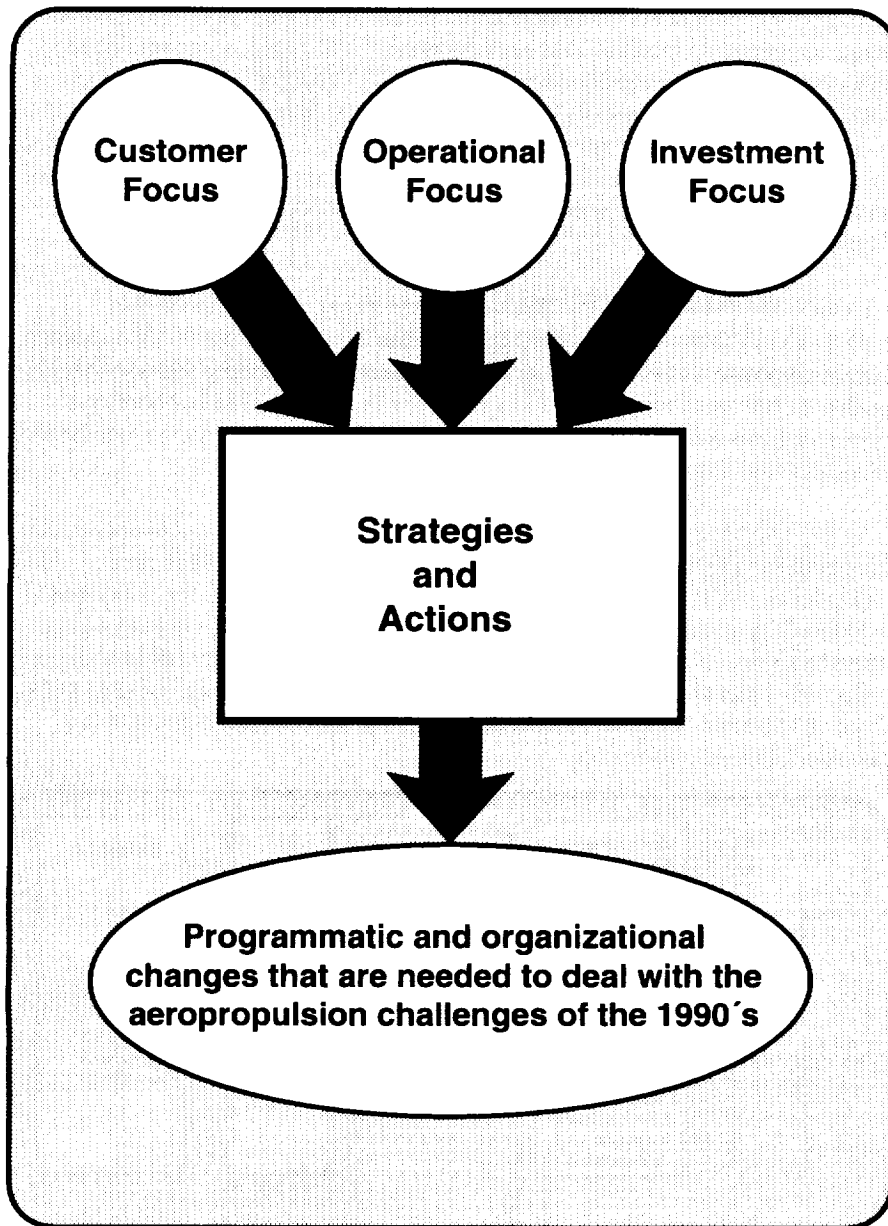 Customer
Focus
Operational
Focus
Investment
Focus
Strategies
and
Actions
Programmatic and organizational
changes that are needed to deal with the
aeropropulsion challenges of the 1990´s